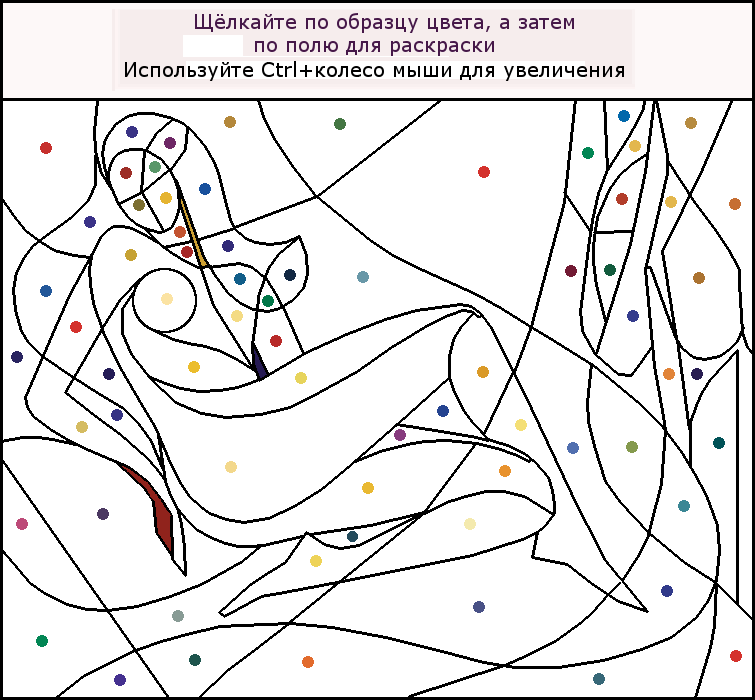 Щёлкайте по образцу цвета, а затем
по полю для раскраски
Используйте Ctrl+колесо мыши для увеличения